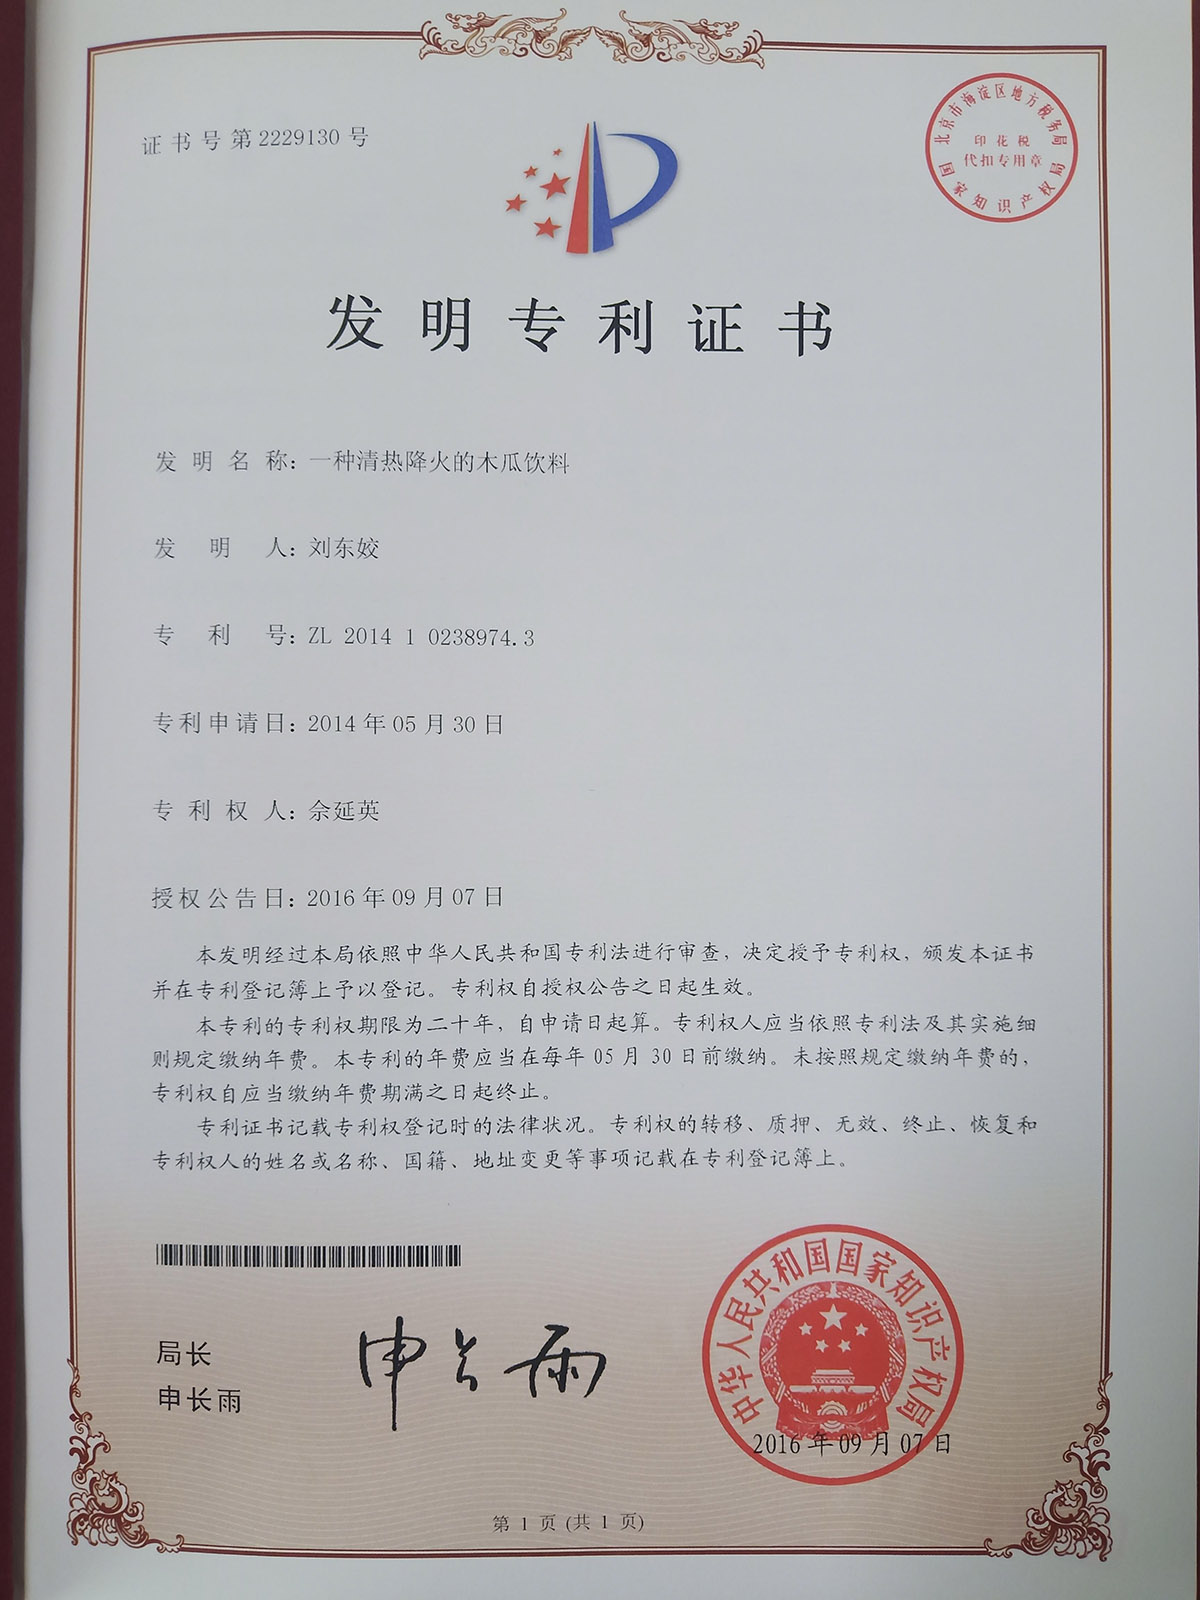 证书号第2229130号
北京市海淀区地方税务局
印花税
代扣专用章
国家知识产权局
发明专利证书
发明名称：一种清热降火的木瓜饮料
发明人：刘东姣
专利号：ZL 2014 1 0238974.3
专利申请日：2014年05月30日
专利权人：佘延英
授权公告日：2016年09月07日
本发明经过本局依照中华人民共和国专利法进行审查，决定授予专利权，颁发本证书
并在专利登记簿上予以登记。专利权自授权公告之日起生效。
本专利的专利权期限为二十年，自申请日起算。专利权人应当依照专利法及其实施细
则规定缴纳年费。本专利的年费应当在每年05月30日前缴纳。未按照规定缴纳年费的，
专利权自应当缴纳年费期满之日起终止。
专利证书记载专利权登记时的法律状况。专利权的转移、质押、无效、终止、恢复和
专利权人的姓名或名称、国籍、地址变更等事项记载在专利登记簿上。
局长
申长雨
申长雨
中华人民共和国国家知识产权局
2016年09月07日
第1页(共1页)